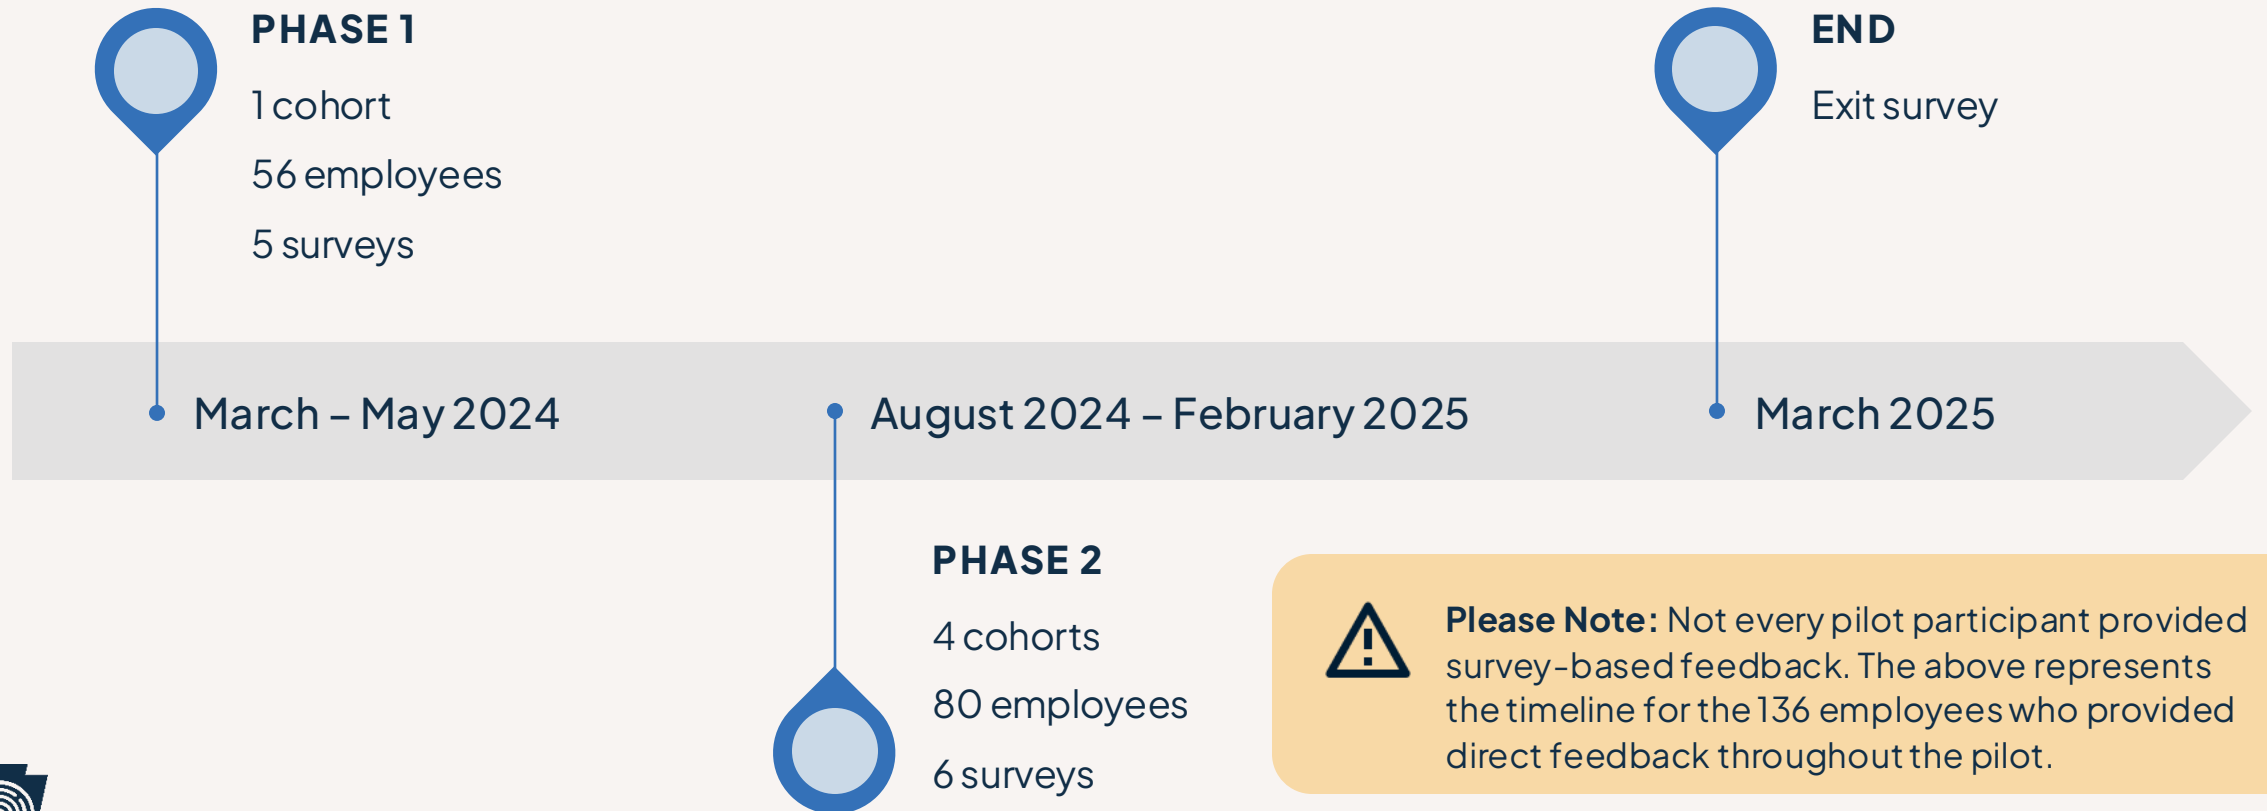 PHASE 1
1 cohort
56 employees
5 surveys
END
Exit survey
March – May 2024
August 2024 – February 2025
March 2025
PHASE 2
4 cohorts
80 employees
6 surveys
Please Note: Not every pilot participant provided
survey-based feedback. The above represents
the timeline for the 136 employees who provided
direct feedback throughout the pilot.